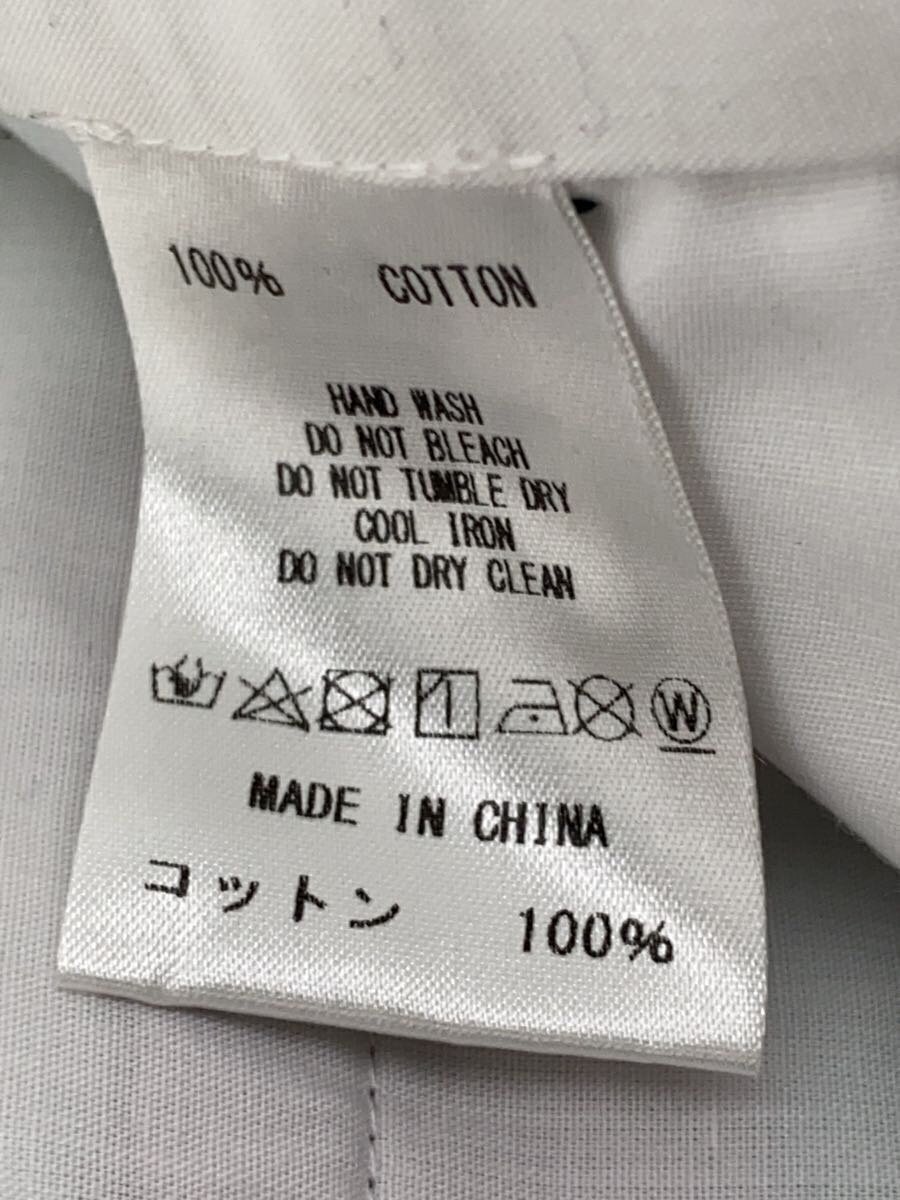 100% COTTON
HAND WASH
DO NOT BLEACH
DO NOT TUMBLE DRY
COOL IRON
DO NOT DRY CLEAN
W
MADE IN CHINA
コットン 100%